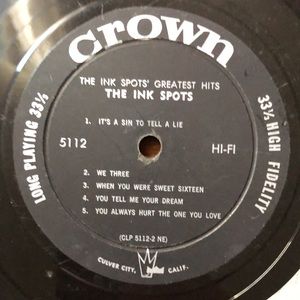 crown
THE INK SPOTS' GREATEST HITS
THE INK SPOTS
1. IT'S A SIN TO TELL A LIE
5112
HI-FI
2. WE THREE
3. WHEN YOU WERE SWEET SIXTEEN
4. YOU TELL ME YOUR DREAM
5. YOU ALWAYS HURT THE ONE YOU LOVE
(CLP 5112-2 NE)
LONG PLAYING 33⅓
33⅓ HIGH FIDELITY
CULVER CITY, CALIF.